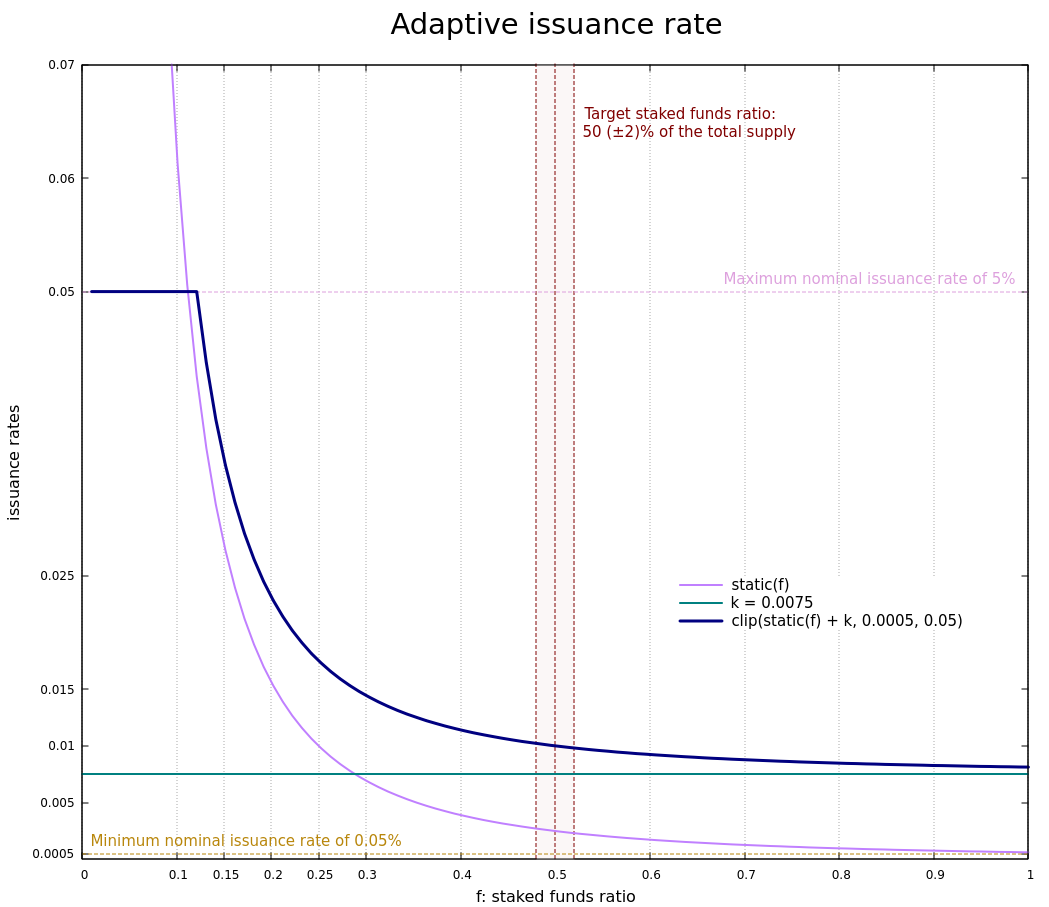 Adaptive issuance rate
0.07
0.06
0.05
0.025
0.015
0.01
0.005
0.0005
issuance rates
Target staked funds ratio:
50 (±2)% of the total supply
Maximum nominal issuance rate of 5%
static(f)
k = 0.0075
clip(static(f) + k, 0.0005, 0.05)
Minimum nominal issuance rate of 0.05%
0 0.1 0.15 0.2 0.25 0.3 0.4 0.5 0.6 0.7 0.8 0.9 1
f: staked funds ratio